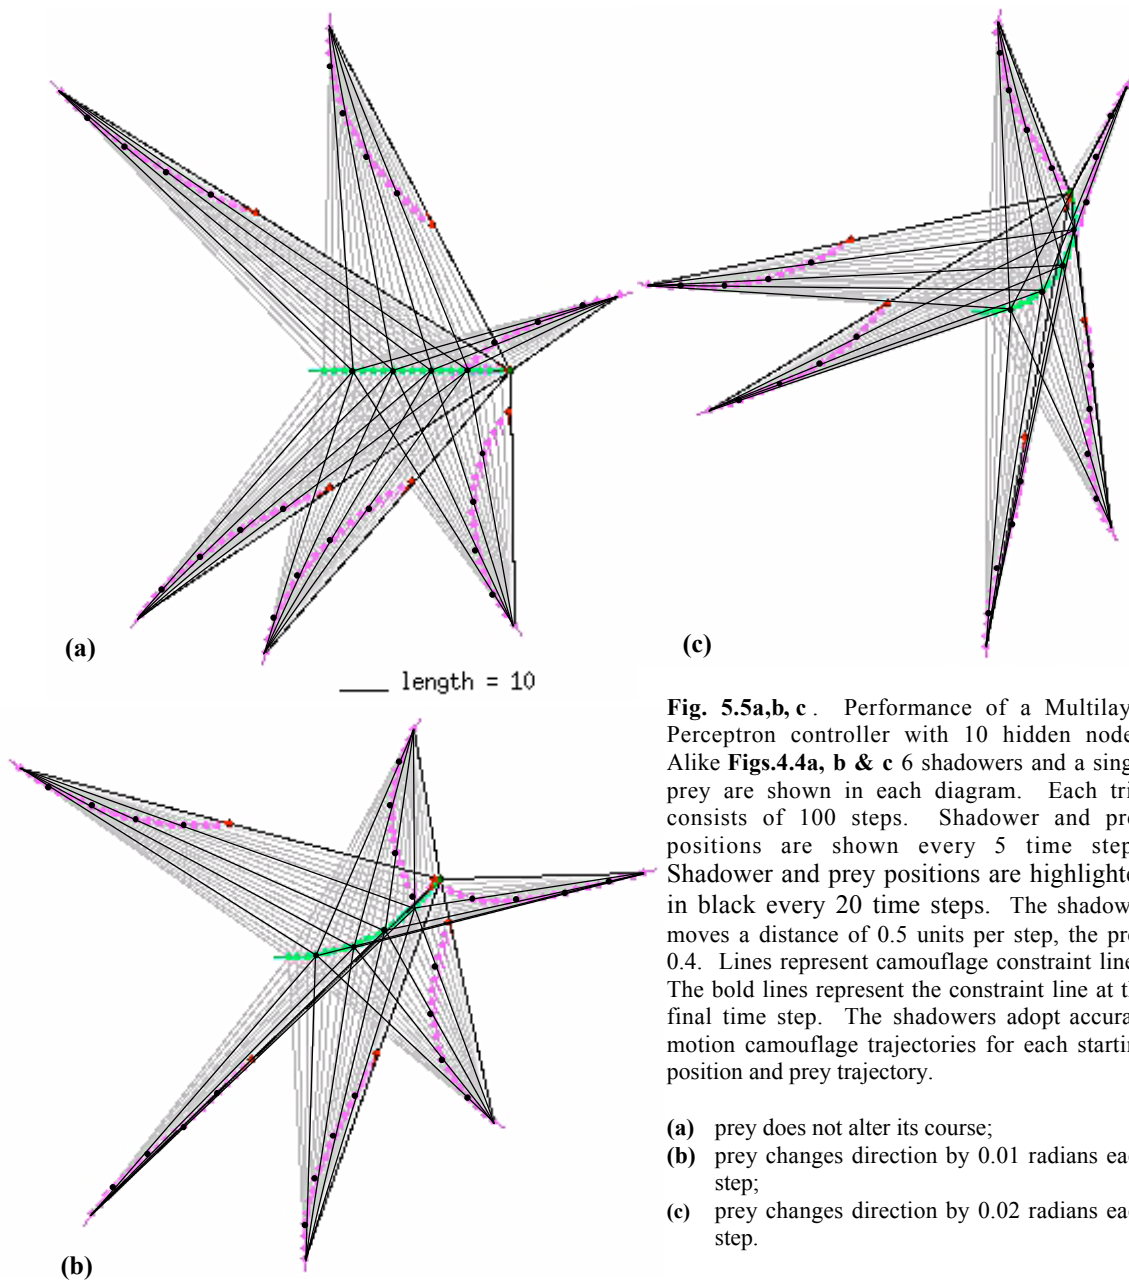 (a)
(c)
length = 10
Fig. 5.5a,b, c . Performance of a Multilay
Perceptron controller with 10 hidden node
Alike Figs.4.4a, b & c 6 shadowers and a sing
prey are shown in each diagram. Each tri
consists of 100 steps. Shadower and pre
positions are shown every 5 time step
Shadower and prey positions are highlighte
in black every 20 time steps. The shadow
moves a distance of 0.5 units per step, the pre
0.4. Lines represent camouflage constraint line
The bold lines represent the constraint line at th
final time step. The shadowers adopt accura
motion camouflage trajectories for each startin
position and prey trajectory.
(a) prey does not alter its course;
(b) prey changes direction by 0.01 radians eac
step;
(c) prey changes direction by 0.02 radians eac
step.
(b)